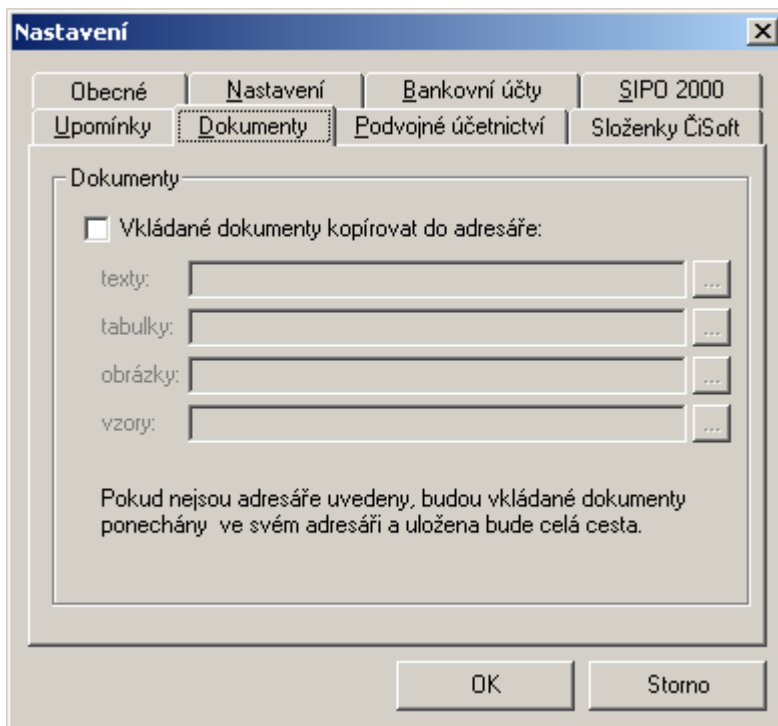 Nastavení
Obecné Nastavení Bankovní účty SIPO 2000
Upomínky Dokumenty Podvojné účetnictví Složenky ČiSoft
Dokumenty
Vkládané dokumenty kopírovat do adresáře:
texty: ...
tabulky: ...
obrázky: ...
vzory: ...
Pokud nejsou adresáře uvedeny, budou vkládané dokumenty
ponechány ve svém adresáři a uložena bude celá cesta.
OK Storno